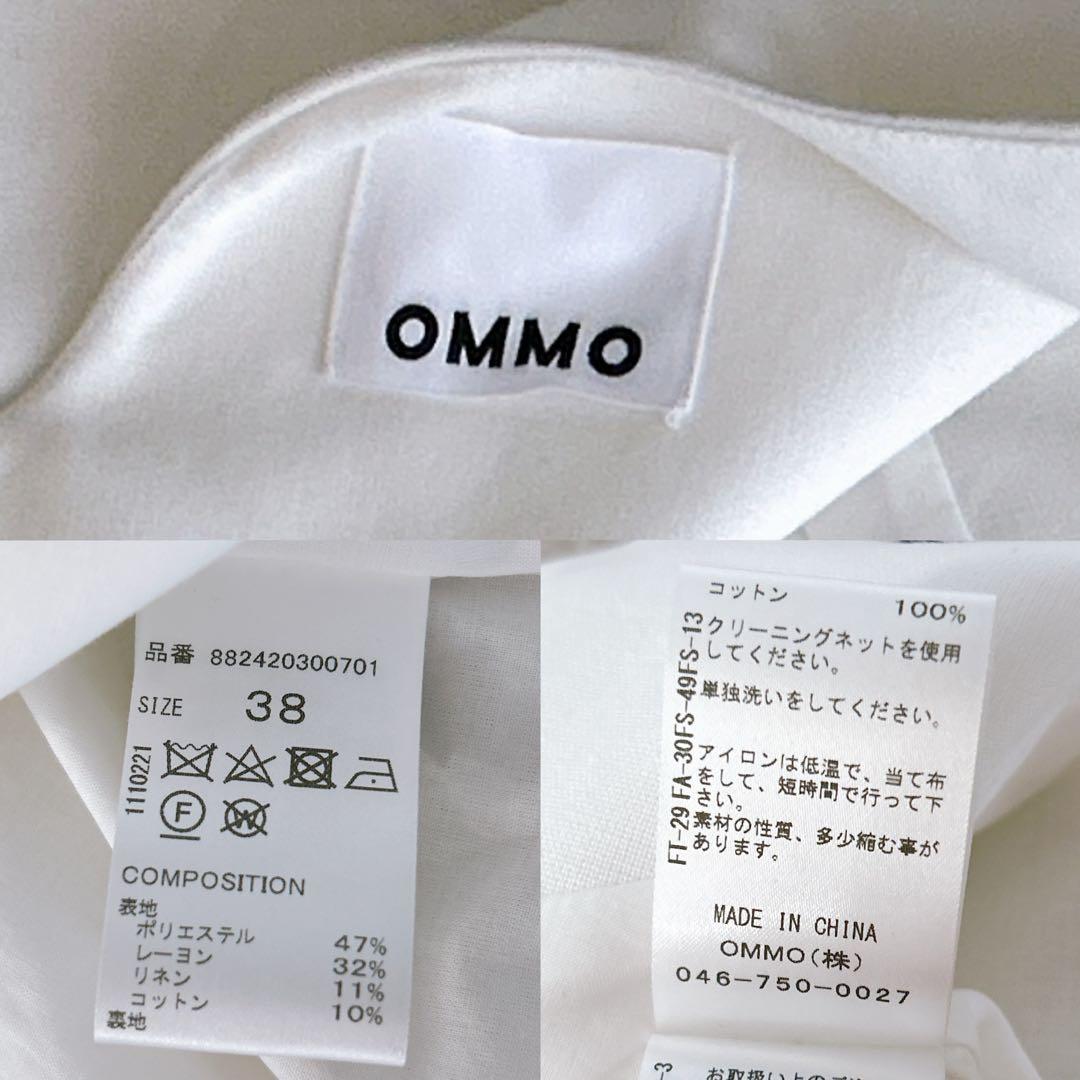 OMMO
品番 882420300701
SIZE 38
1110221
F
W
COMPOSITION
表地
ポリエステル 47%
レーヨン 32%
リネン 11%
コットン 10%
裏地
コットン 100%
クリーニングネットを使用
してください。
単独洗いをしてください。
アイロンは低温で、当て布
をして、短時間で行って下
さい。
素材の性質、多少縮む事が
あります。
FT-29 FA-30FS-49FS-13
MADE IN CHINA
OMMO(株)
046-750-0027